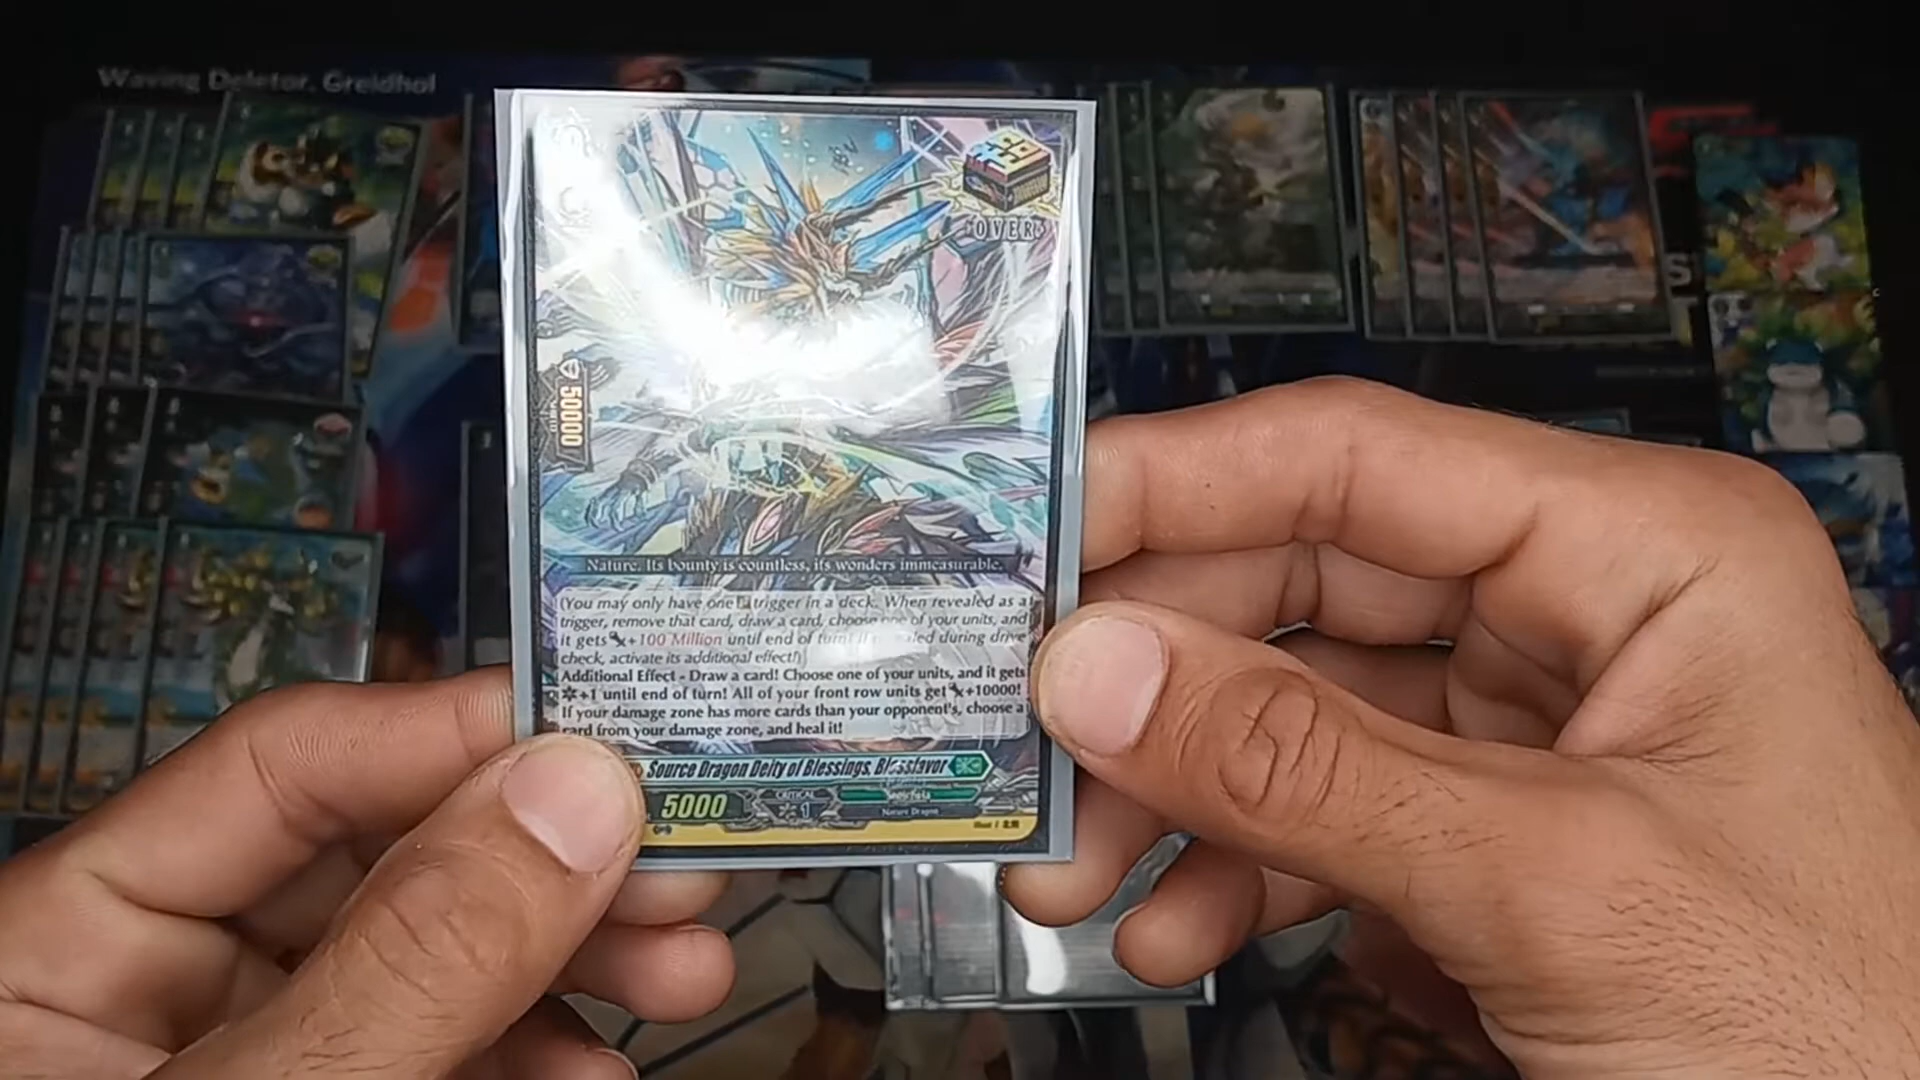 Waving Deletor, Greidhol
OVER
50000
Nature. Its bounty is countless, its wonders immeasurable.
(You may only have one trigger in a deck. When revealed as a
trigger, remove that card, draw a card, choose one of your units, and
it gets +100 Million until end of turn! If revealed during drive
check, activate its additional effect!)
Additional Effect - Draw a card! Choose one of your units, and it gets
+1 until end of turn! All of your front row units get +10000!
If your damage zone has more cards than your opponent's, choose a
card from your damage zone, and heal it!
Source Dragon Deity of Blessings, Blessfavor
5000
CRITICAL
1
Nature Dragon